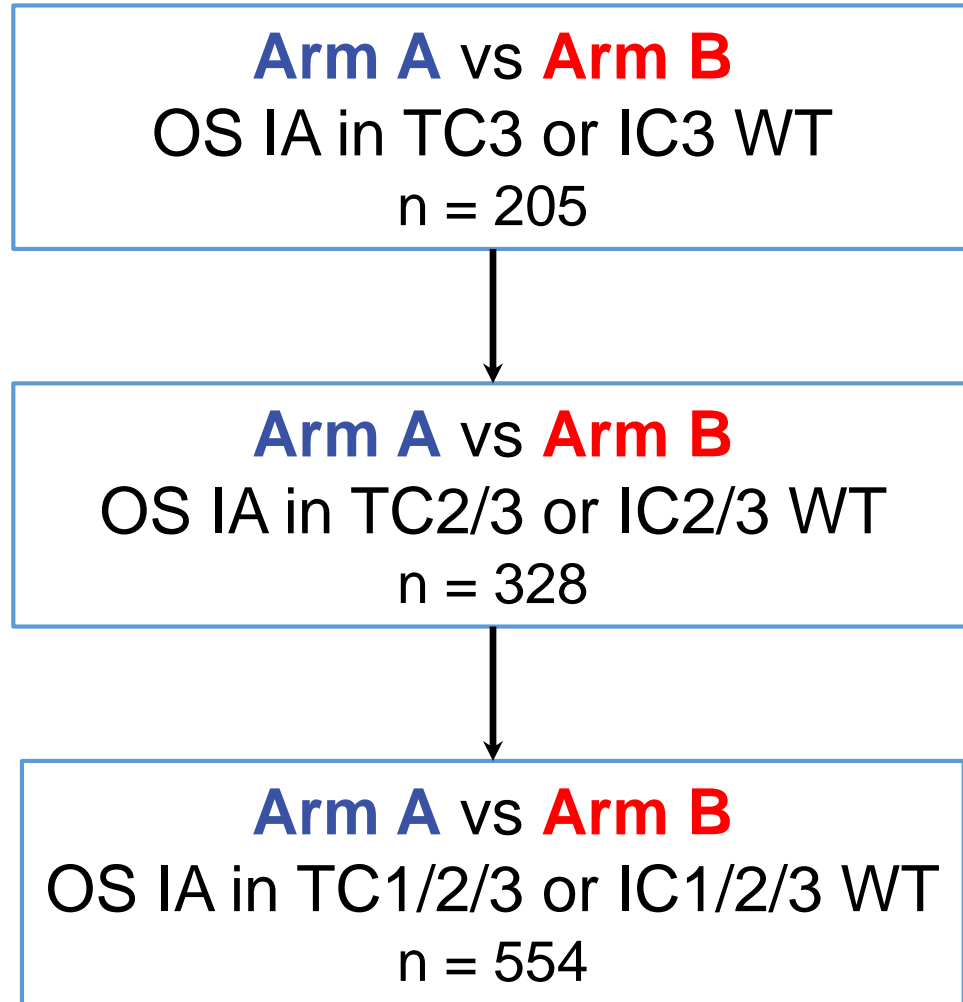 Arm A vs Arm B
OS IA in TC3 or IC3 WT
n = 205
Arm A vs Arm B
OS IA in TC2/3 or IC2/3 WT
n = 328
Arm A vs Arm B
OS IA in TC1/2/3 or IC1/2/3 WT
n = 554